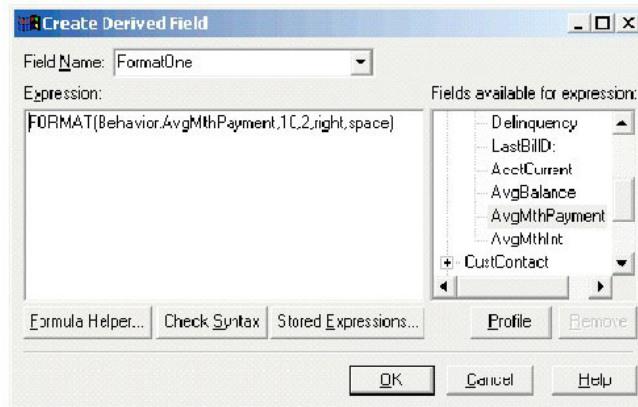 Create Derived Field
Field Name: FormatOne
Expression:
Fields available for expression:
FORMAT(Behavior.AvgMthPayment,10,2,right,space)
Delinquency
LastBillD:
AcctCurrent
AvgBalance
AvgMthPayment
AvgMthInt
CustContact
Formula Helper...
Check Syntax
Stored Expressions...
Profile
Remove
OK
Cancel
Help